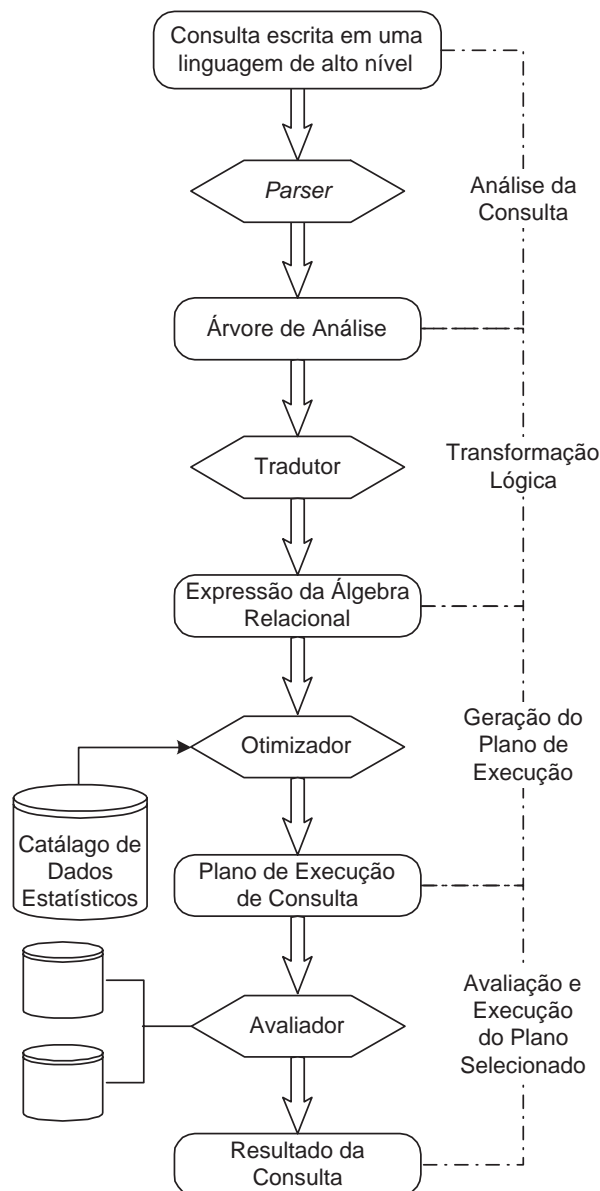 Consulta escrita em uma
linguagem de alto nível
Parser
Análise da
Consulta
Árvore de Análise
Tradutor
Transformação
Lógica
Expressão da Álgebra
Relacional
Otimizador
Geração do
Plano de
Execução
Catálago de
Dados
Estatísticos
Plano de Execução
de Consulta
Avaliador
Avaliação e
Execução
do Plano
Selecionado
Resultado da
Consulta